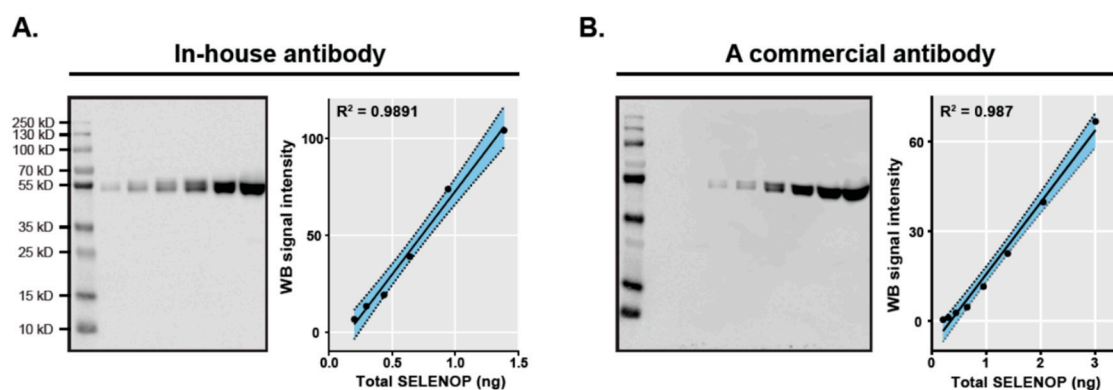 A.
In-house antibody
250 kD
130 kD
100 kD
70 kD
55 kD
35 kD
25 kD
15 kD
10 kD
WB signal intensity
R² = 0.9891
100
50
0
0.0 0.5 1.0 1.5
Total SELENOP (ng)
B.
A commercial antibody
WB signal intensity
R² = 0.987
60
30
0
0 1 2 3
Total SELENOP (ng)